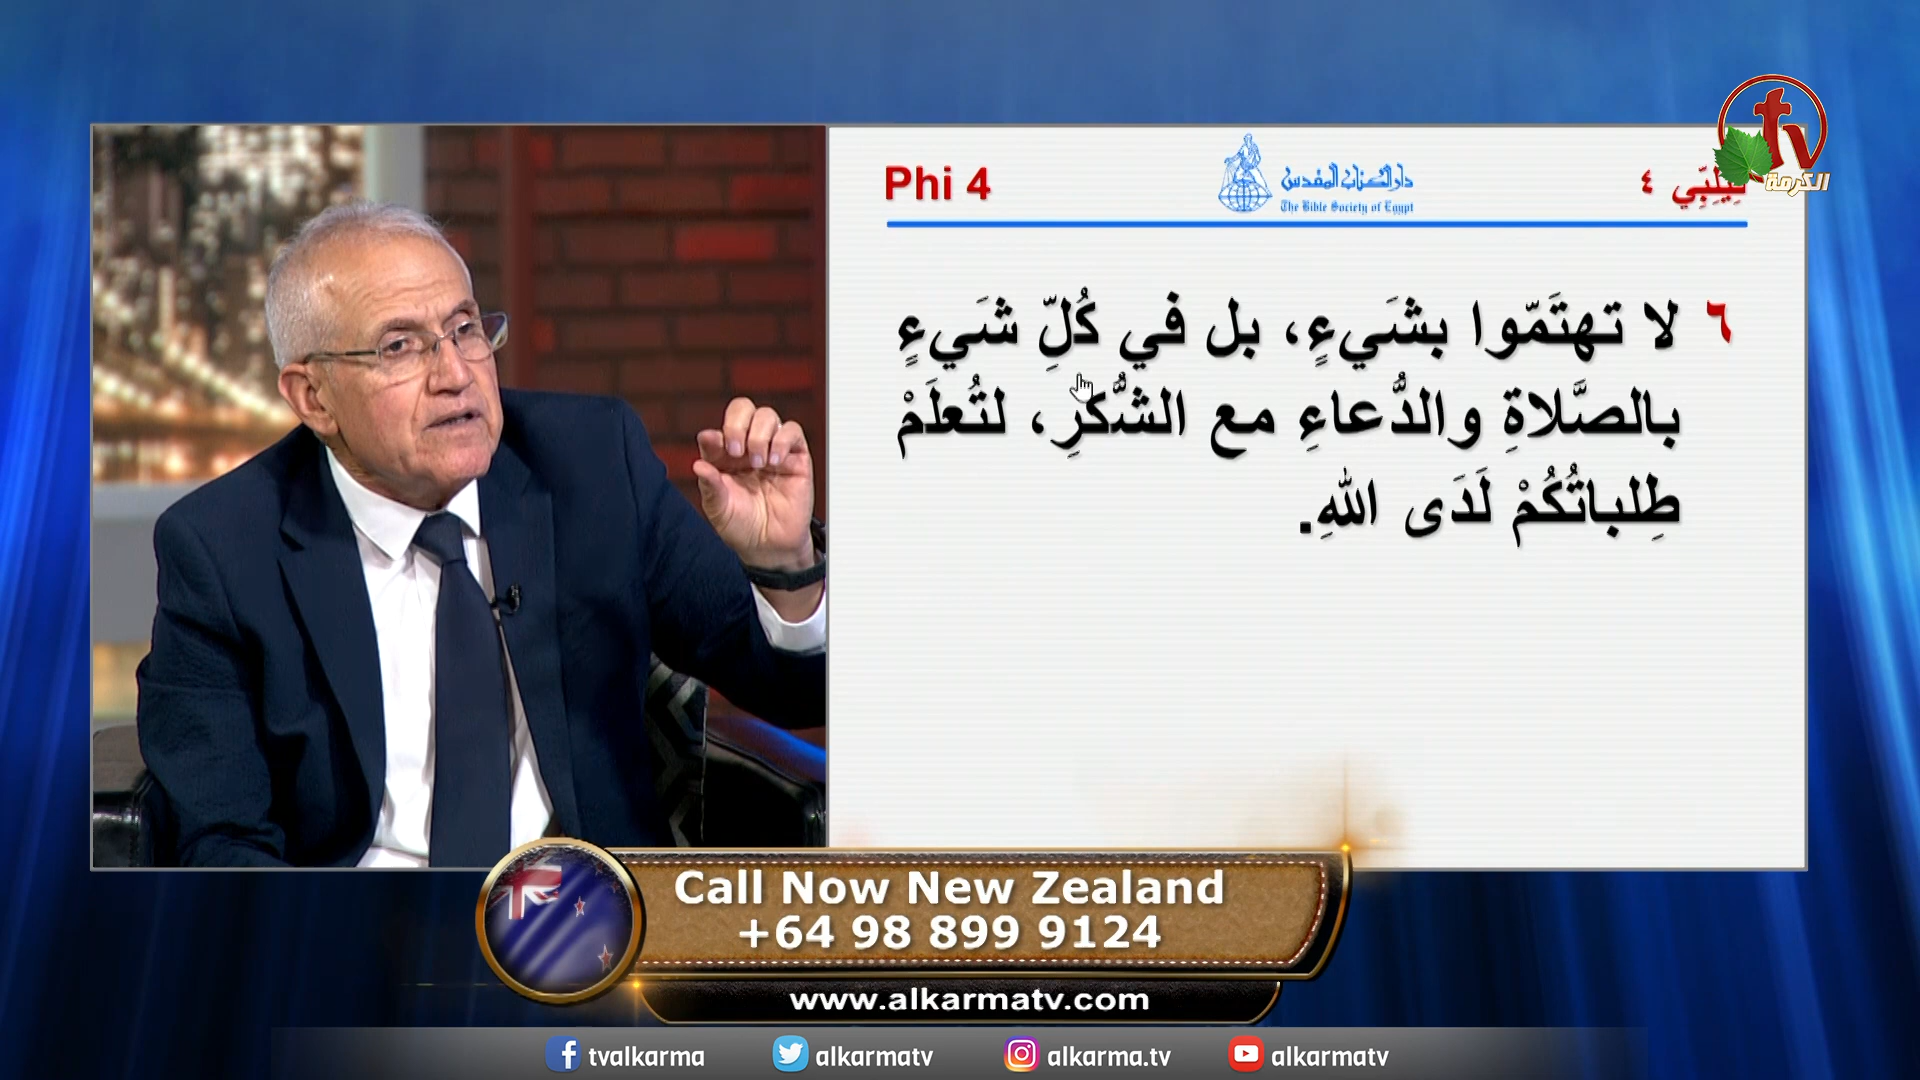 tv
الكرمة
Phi 4
دار الكتاب المقدس
The Bible Society of Egypt
فِيلِبِّي ٤
٦ لا تهتَمّوا بشَيءٍ، بل في كُلِّ شَيءٍ
بالصَّلاةِ والدُّعاءِ مع الشُّكرِ، لتُعلَمْ
طِلباتُكُمْ لَدَى اللهِ.
Call Now New Zealand
+64 98 899 9124
www.alkarmatv.com
tvalkarma
alkarmatv
alkarma.tv
alkarmatv